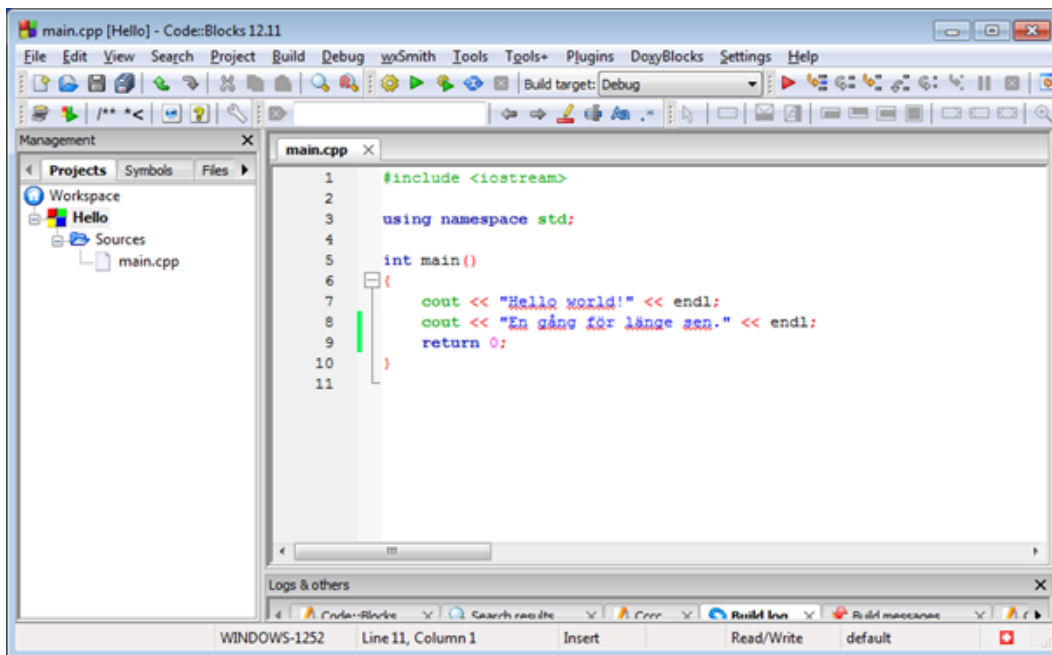 main.cpp [Hello] - Code::Blocks 12.11
File Edit View Search Project Build Debug wxSmith Tools Tools+ Plugins DoxyBlocks Settings Help
Build target: Debug
/** *<
Management
main.cpp
Projects Symbols Files
Workspace
Hello
Sources
main.cpp
1 #include <iostream>
2
3 using namespace std;
4
5 int main()
6 {
7 cout << "Hello world!" << endl;
8 cout << "En gång för länge sen." << endl;
9 return 0;
10 }
11
Logs & others
Code::Blocks Search results Cccc Build log Build messages
WINDOWS-1252 Line 11, Column 1 Insert Read/Write default